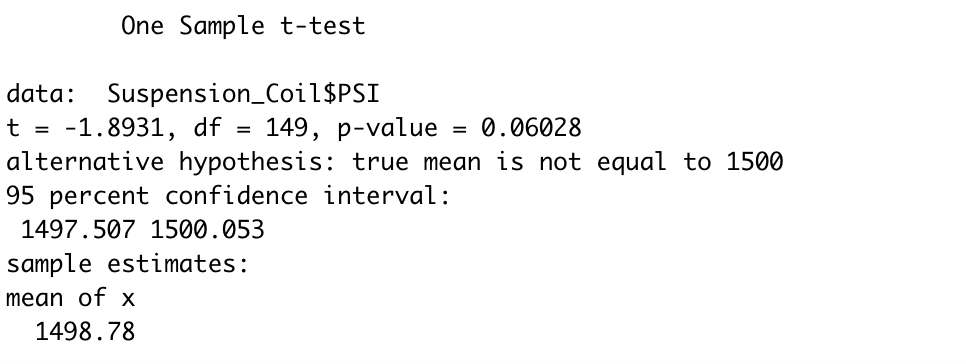 One Sample t-test
data:  Suspension_Coil$PSI
t = -1.8931, df = 149, p-value = 0.06028
alternative hypothesis: true mean is not equal to 1500
95 percent confidence interval:
1497.507 1500.053
sample estimates:
mean of x
1498.78